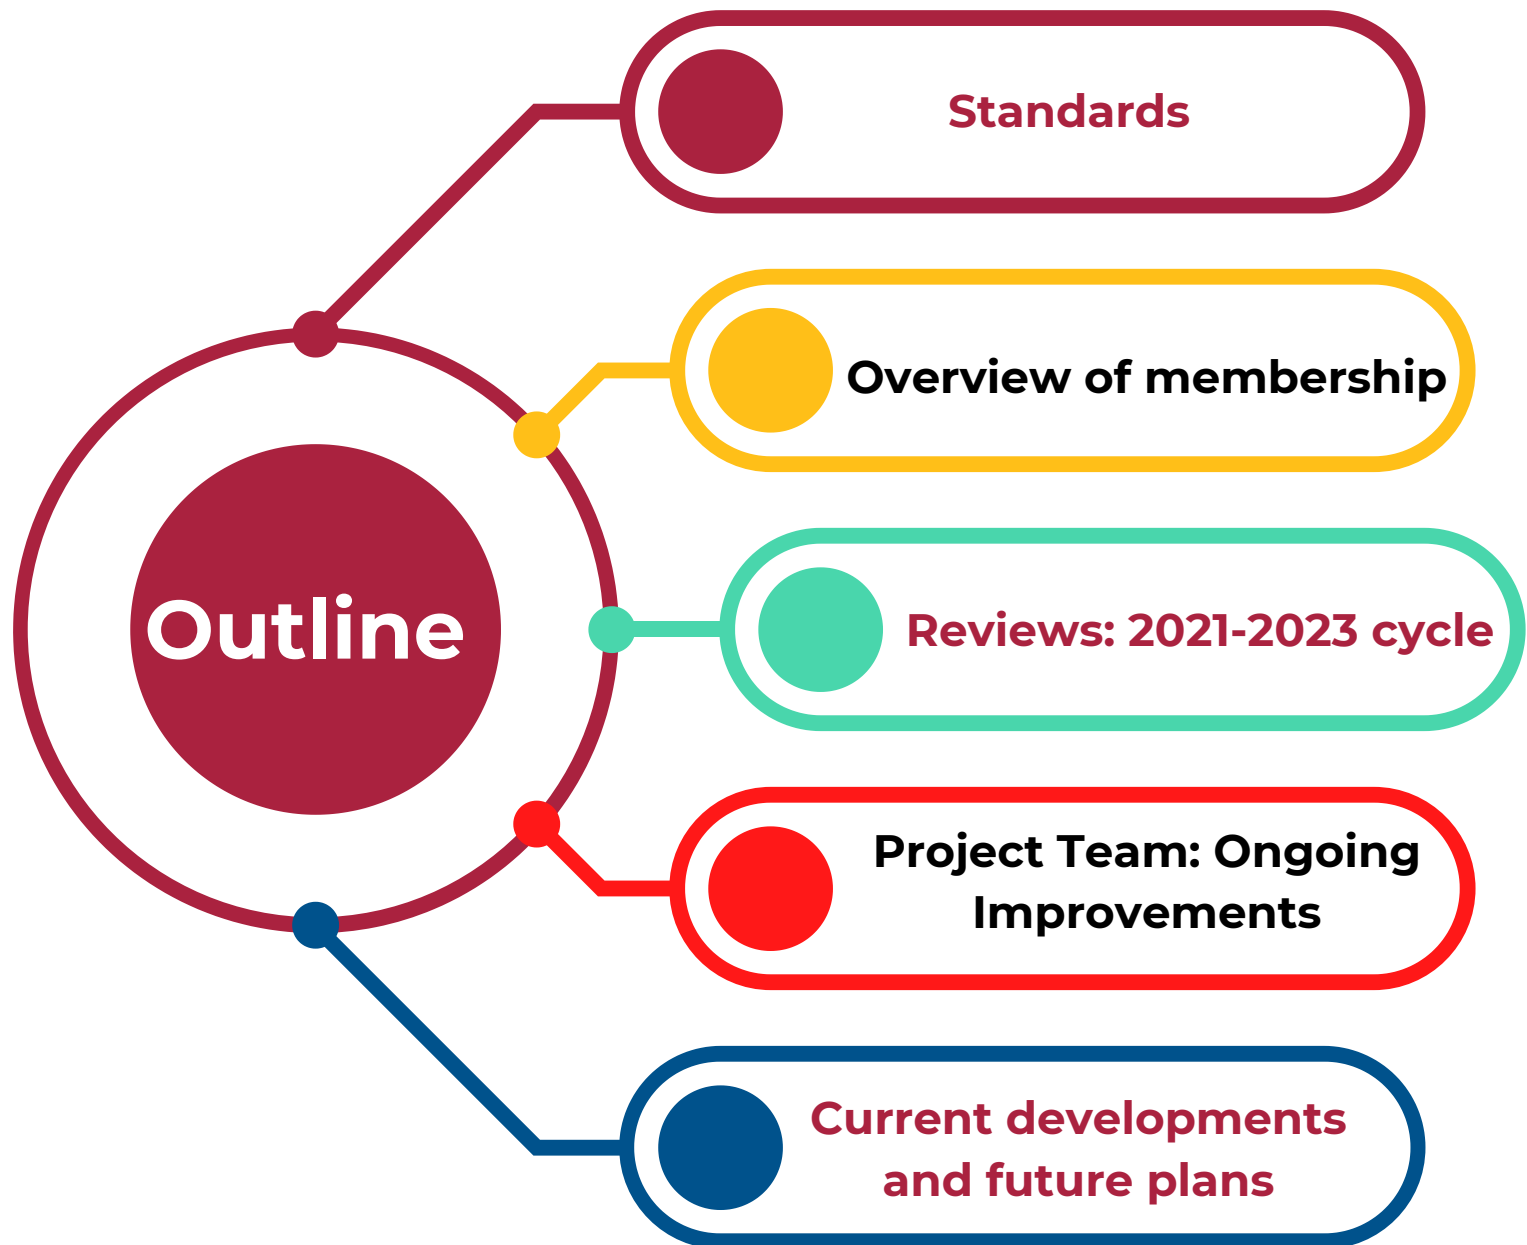 Standards
Overview of membership
Outline
Reviews: 2021-2023 cycle
Project Team: Ongoing
Improvements
Current developments
and future plans